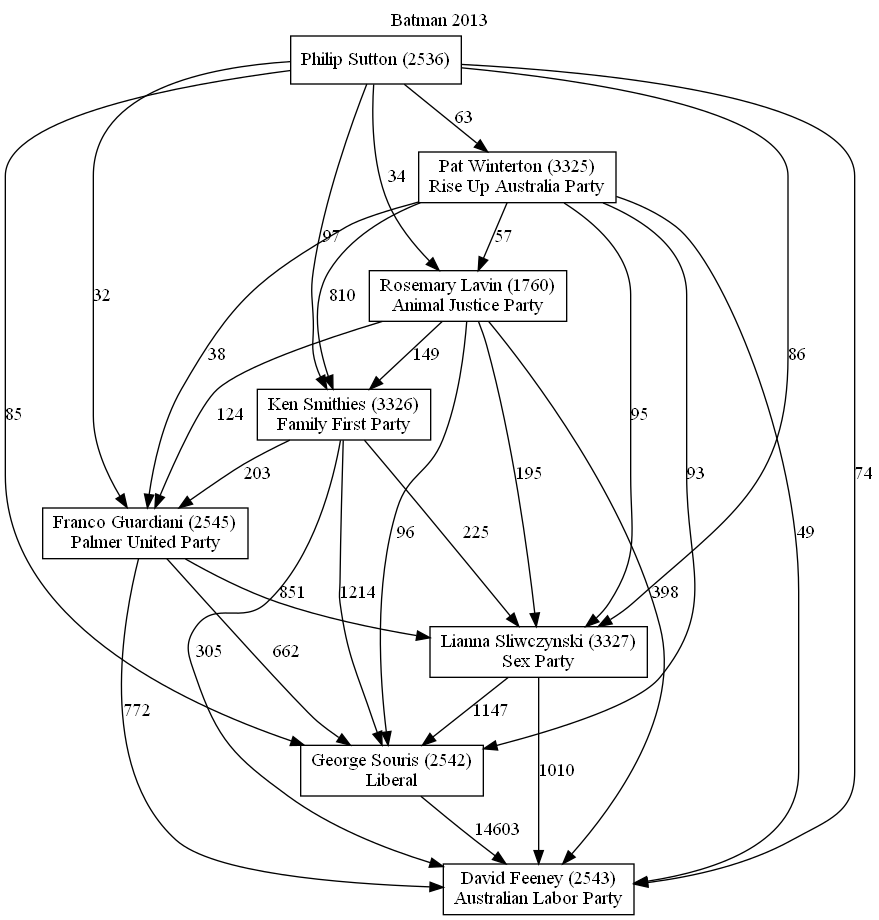 Batman 2013
Philip Sutton (2536)
63
Pat Winterton (3325)
Rise Up Australia Party
34
97
57
Rosemary Lavin (1760)
Animal Justice Party
32
810
38
149
86
Ken Smithies (3326)
Family First Party
85
124
95
203
195
93
74
Franco Guardiani (2545)
Palmer United Party
96
225
49
851
1214
398
Lianna Sliwczynski (3327)
Sex Party
305
662
772
1147
George Souris (2542)
Liberal
1010
14603
David Feeney (2543)
Australian Labor Party